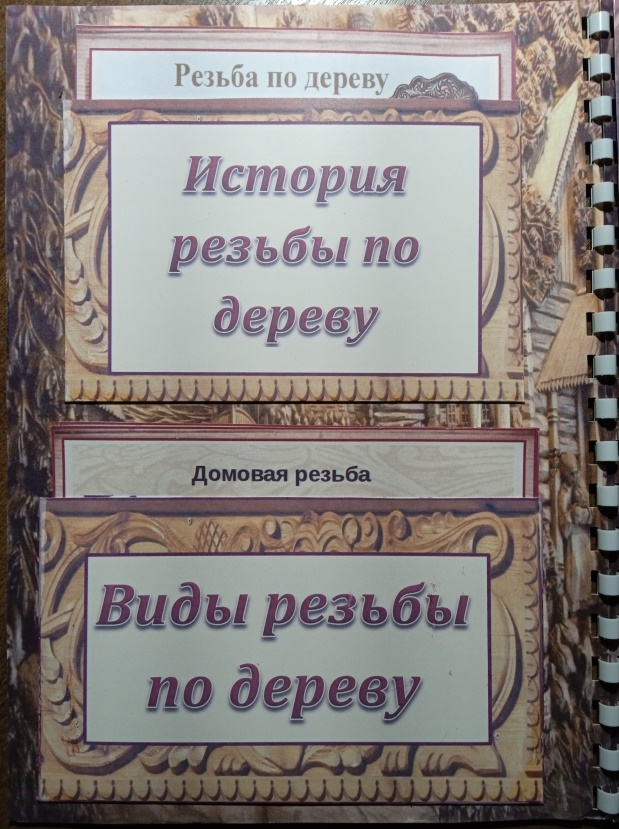 Резьба по дереву
История
резьбы по
дереву
Домовая резьба
Виды резьбы
по дереву